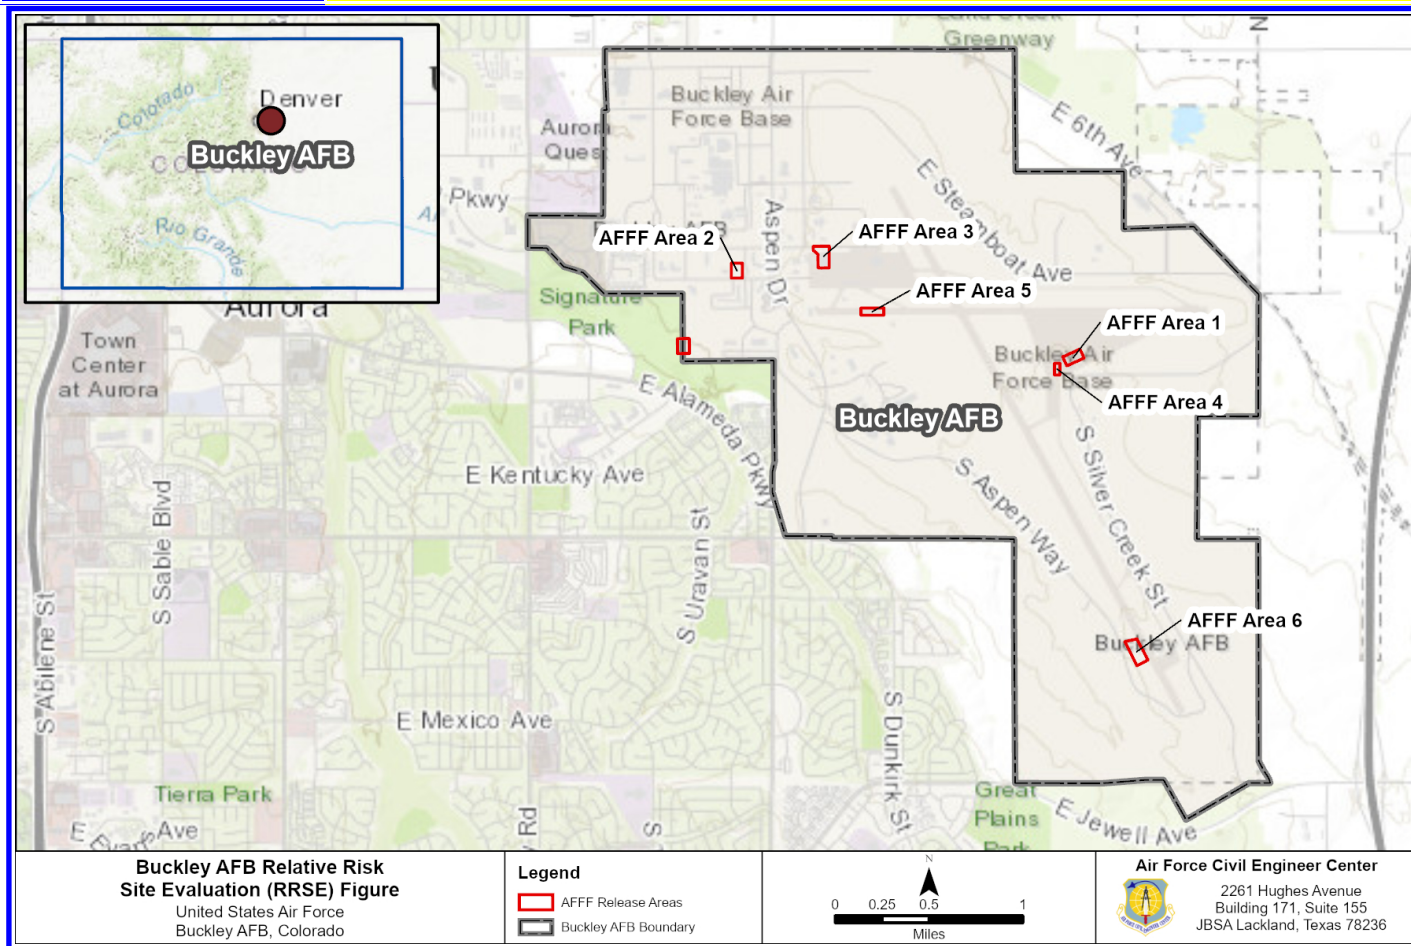 Denver
Colorado
Buckley AFB
Rio Grande
Greenway
Buckley Air
Force Base
Aurora
Quest
Pkwy
E 6th Ave
E Steamboat Ave
Aspen Dr
AFFF Area 2
AFFF Area 3
AFFF Area 5
AFFF Area 1
AFFF Area 4
Buckley Air
Force Base
Signature
Park
Aurora
Town
Center
at Aurora
E Alameda Pkwy
Buckley AFB
E Kentucky Ave
S Sable Blvd
S Uravan St
S Aspen Way
S Silver Creek St
S Abilene St
AFFF Area 6
Buckley AFB
E Mexico Ave
S Dunkirk St
Tierra Park
Ave
Rd
S
Great
Plains
Park
E Jewell Ave
Buckley AFB Relative Risk
Site Evaluation (RRSE) Figure
United States Air Force
Buckley AFB, Colorado
Legend
AFFF Release Areas
Buckley AFB Boundary
N
0 0.25 0.5 1
Miles
Air Force Civil Engineer Center
2261 Hughes Avenue
Building 171, Suite 155
JBSA Lackland, Texas 78236